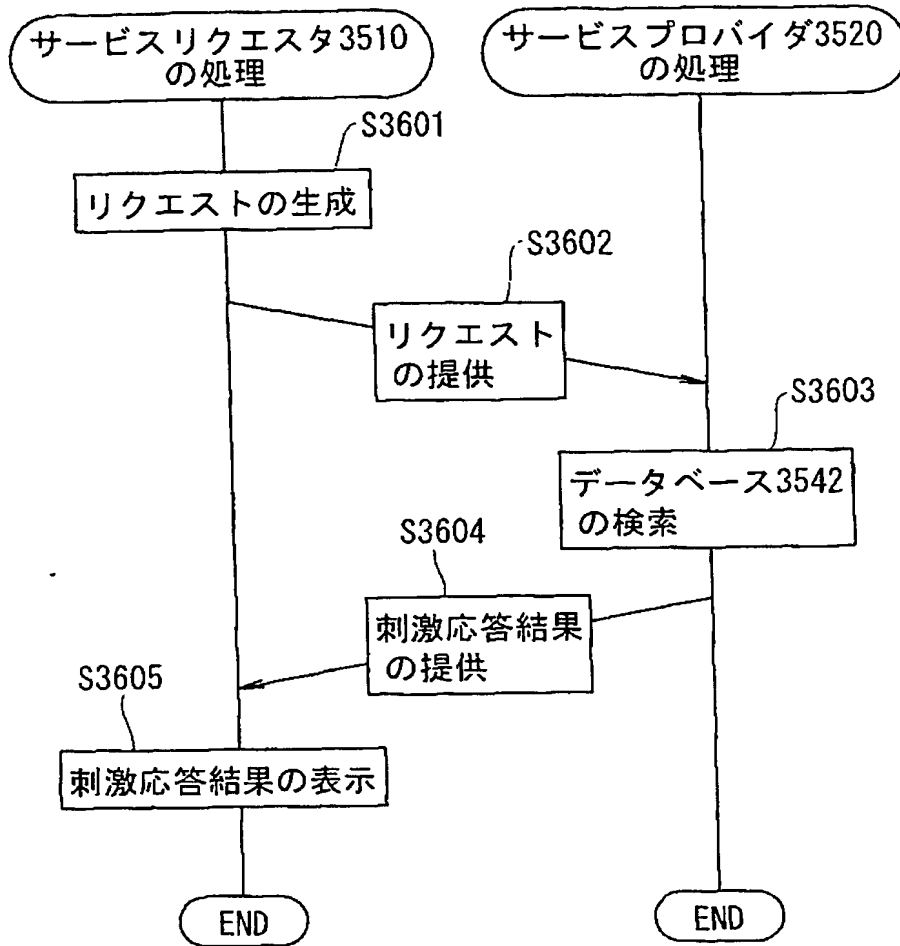 サービスリクエスタ3510
の処理
サービスプロバイダ3520
の処理
S3601
リクエストの生成
S3602
リクエスト
の提供
S3603
データベース3542
の検索
S3604
刺激応答結果
の提供
S3605
刺激応答結果の表示
END
END